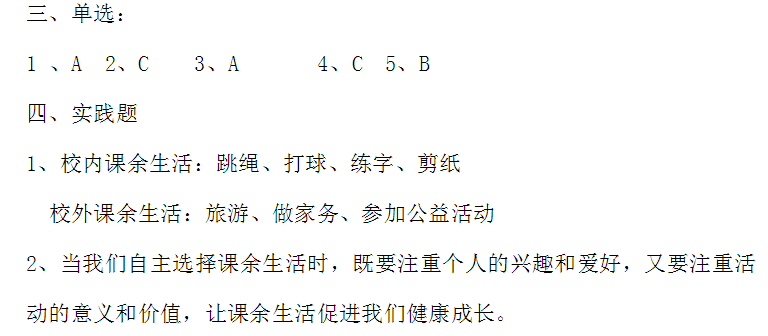 三、单选：
1 、A  2、C    3、A       4、C  5、B
四、实践题
1、校内课余生活：跳绳、打球、练字、剪纸
校外课余生活：旅游、做家务、参加公益活动
2、当我们自主选择课余生活时，既要注重个人的兴趣和爱好，又要注重活
动的意义和价值，让课余生活促进我们健康成长。